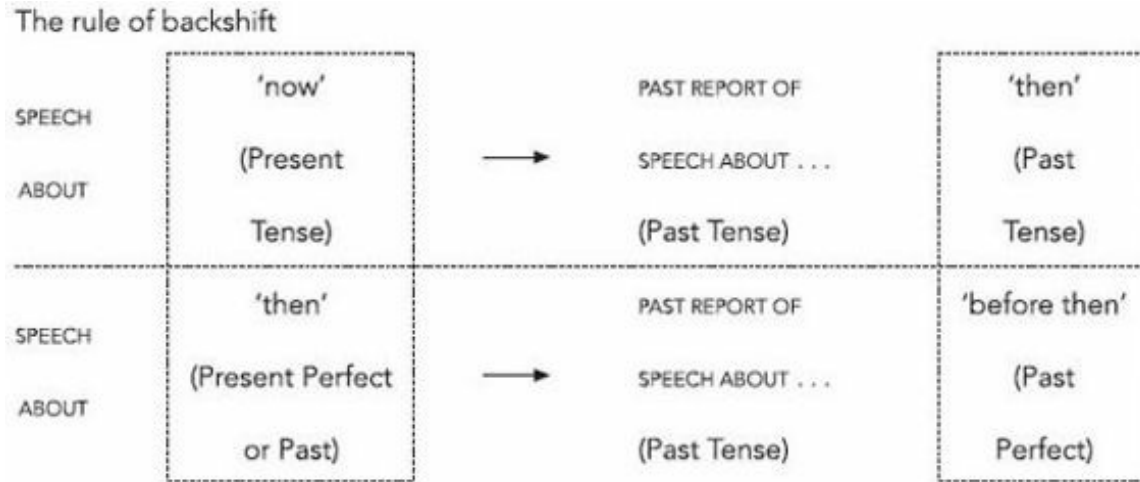 The rule of backshift
'now' PAST REPORT OF 'then'
SPEECH
(Present → SPEECH ABOUT ... (Past
ABOUT
Tense) (Past Tense) Tense)
'then' PAST REPORT OF 'before then'
SPEECH
(Present Perfect → SPEECH ABOUT ... (Past
ABOUT
or Past) (Past Tense) Perfect)